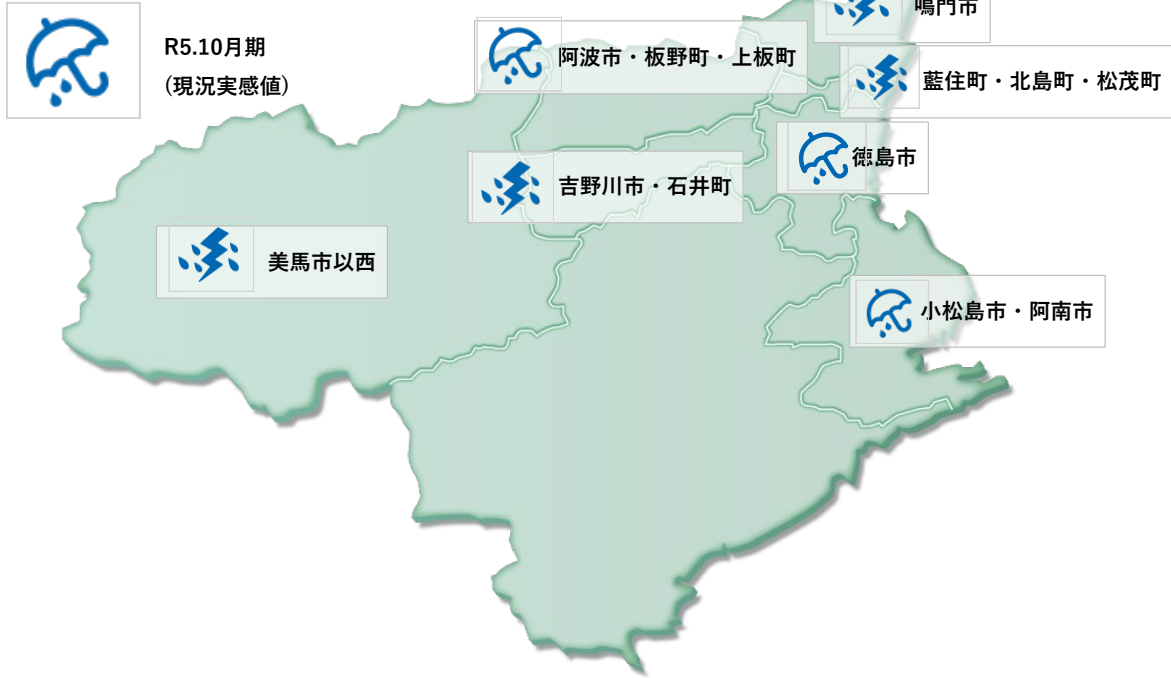 鳴門市
R5.10月期
(現況実感値)
阿波市・板野町・上板町
藍住町・北島町・松茂町
徳島市
吉野川市・石井町
美馬市以西
小松島市・阿南市